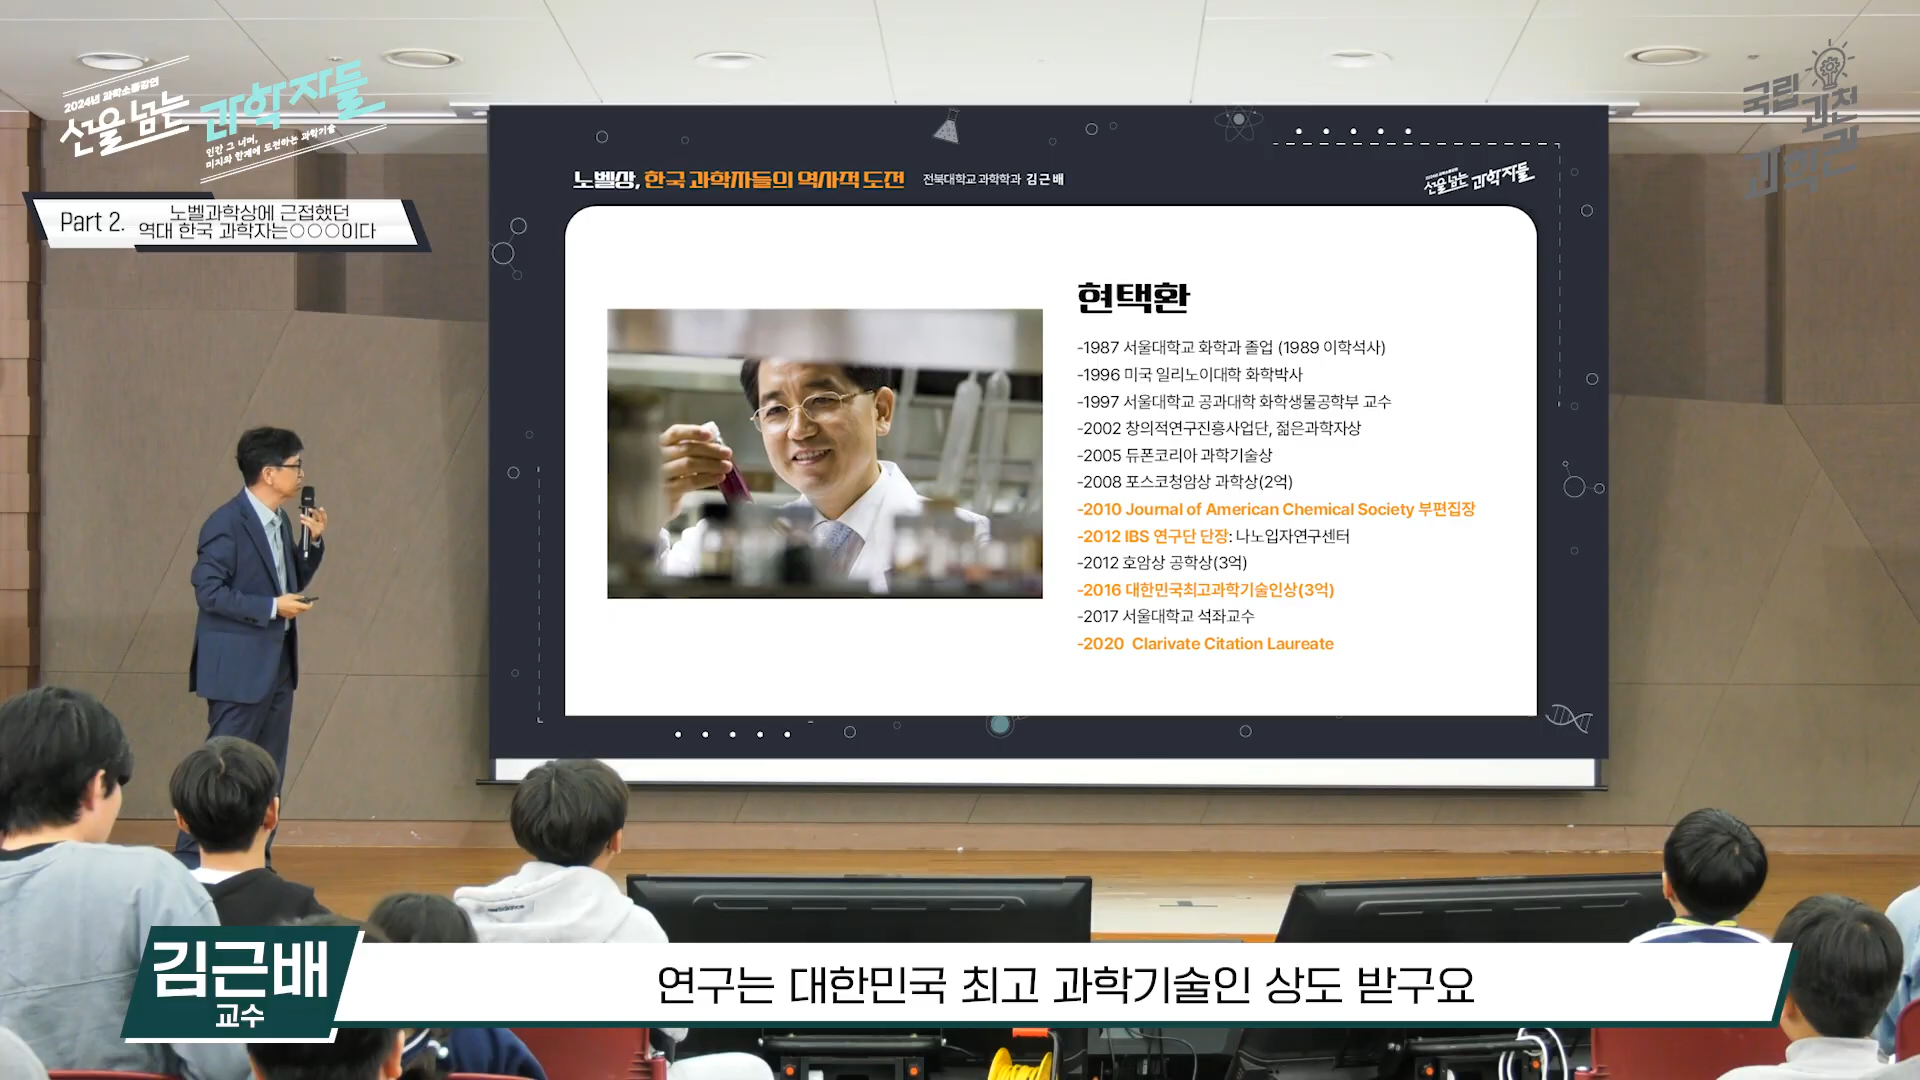 2024년 과학소통강연
선을 넘는 과학자들
인간 그 너머,
미지와 한계에 도전하는 과학기술
국립
과천
과학관
Part 2. 노벨과학상에 근접했던
역대 한국 과학자는○○○이다
노벨상, 한국 과학자들의 역사적 도전 전북대학교 과학학과 김근배
선을 넘는 과학자들
현택환
-1987 서울대학교 화학과 졸업 (1989 이학석사)
-1996 미국 일리노이대학 화학박사
-1997 서울대학교 공과대학 화학생물공학부 교수
-2002 창의적연구진흥사업단, 젊은과학자상
-2005 듀폰코리아 과학기술상
-2008 포스코청암상 과학상(2억)
-2010 Journal of American Chemical Society 부편집장
-2012 IBS 연구단 단장: 나노입자연구센터
-2012 호암상 공학상(3억)
-2016 대한민국최고과학기술인상(3억)
-2017 서울대학교 석좌교수
-2020 Clarivate Citation Laureate
김근배
교수
연구는 대한민국 최고 과학기술인 상도 받구요